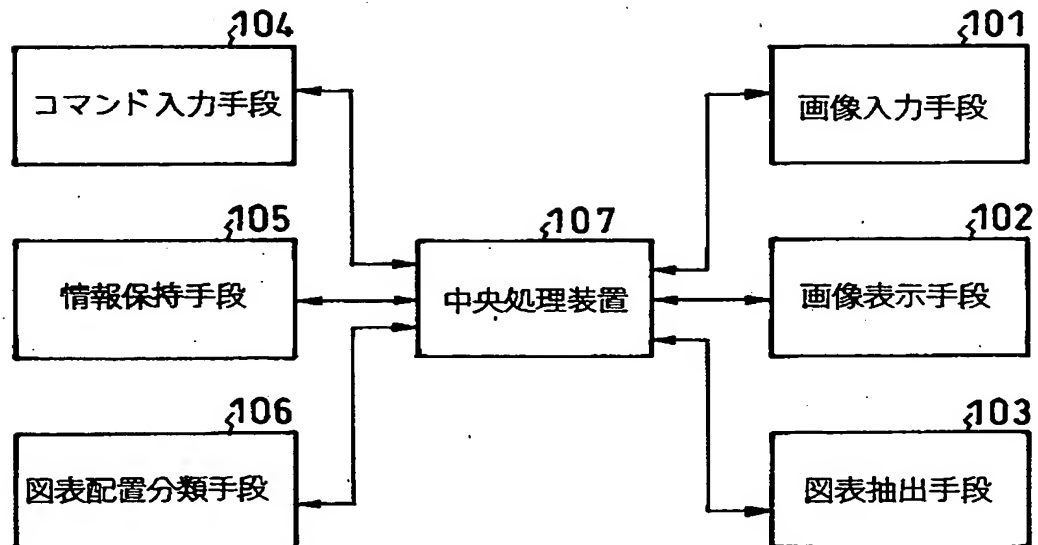 104
コマンド入力手段
101
画像入力手段
105
情報保持手段
107
中央処理装置
102
画像表示手段
106
図表配置分類手段
103
図表抽出手段